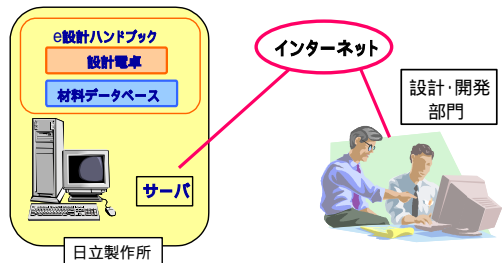 e設計ハンドブック
設計電卓
材料データベース
サーバ
日立製作所
インターネット
設計・開発
部門